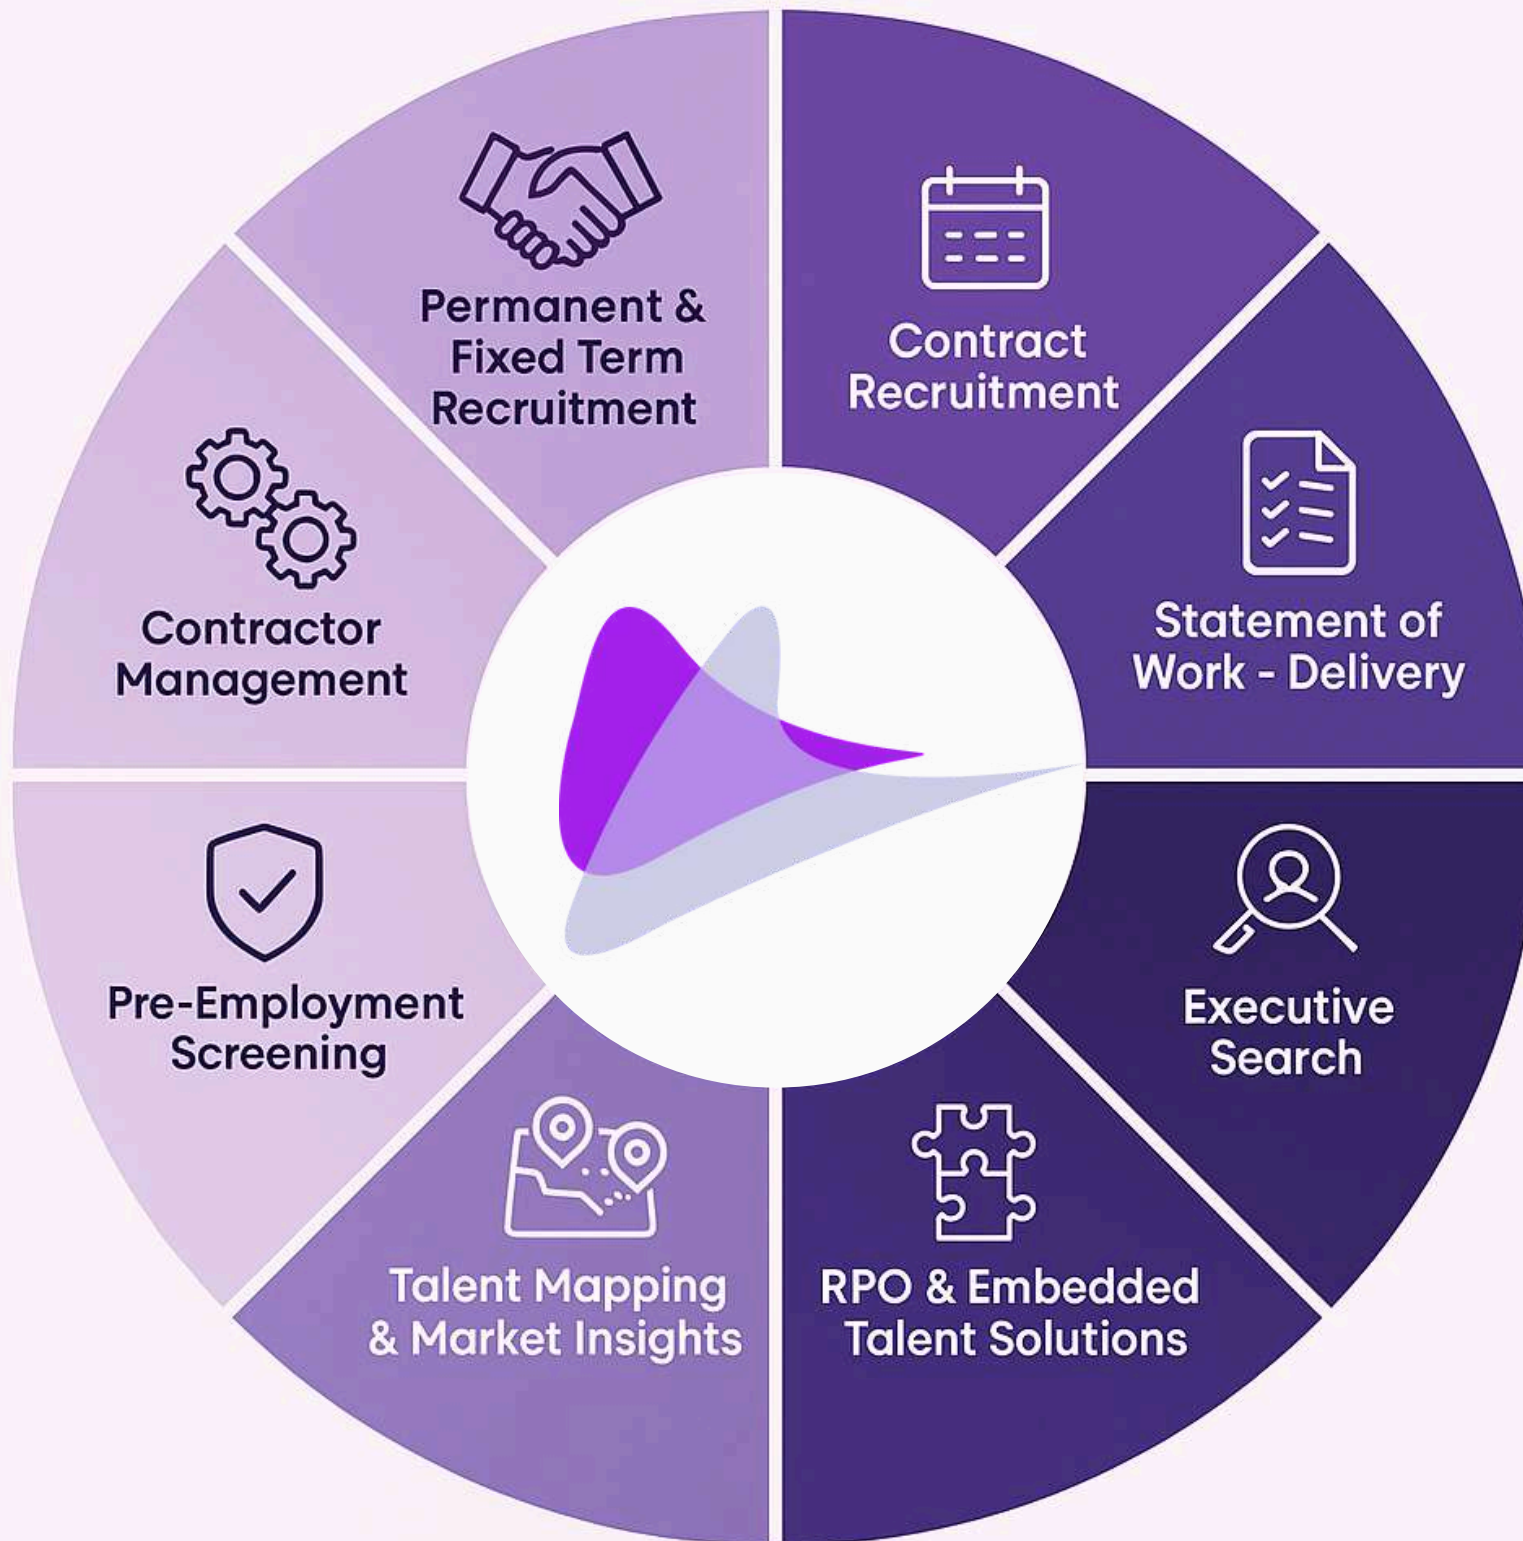 Permanent &
Fixed Term
Recruitment
Contract
Recruitment
Statement of
Work - Delivery
Executive
Search
RPO & Embedded
Talent Solutions
Talent Mapping
& Market Insights
Pre-Employment
Screening
Contractor
Management